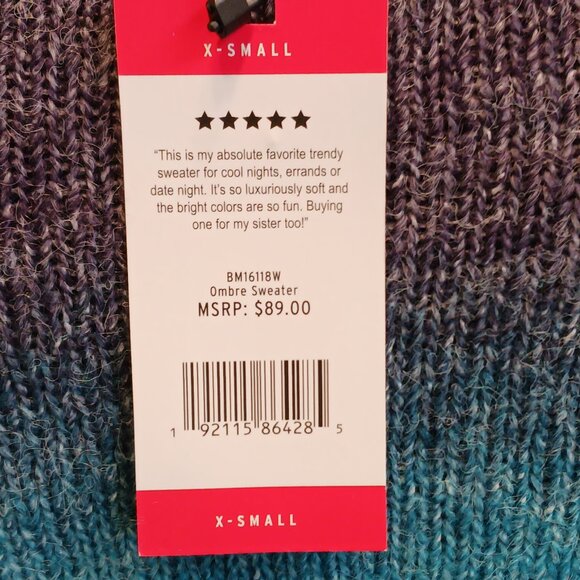 X-SMALL
★★★★★
“This is my absolute favorite trendy
sweater for cool nights, errands or
date night. It’s so luxuriously soft and
the bright colors are so fun. Buying
one for my sister too!”
BM16118W
Ombre Sweater
MSRP: $89.00
1 92115 86428 5
X-SMALL